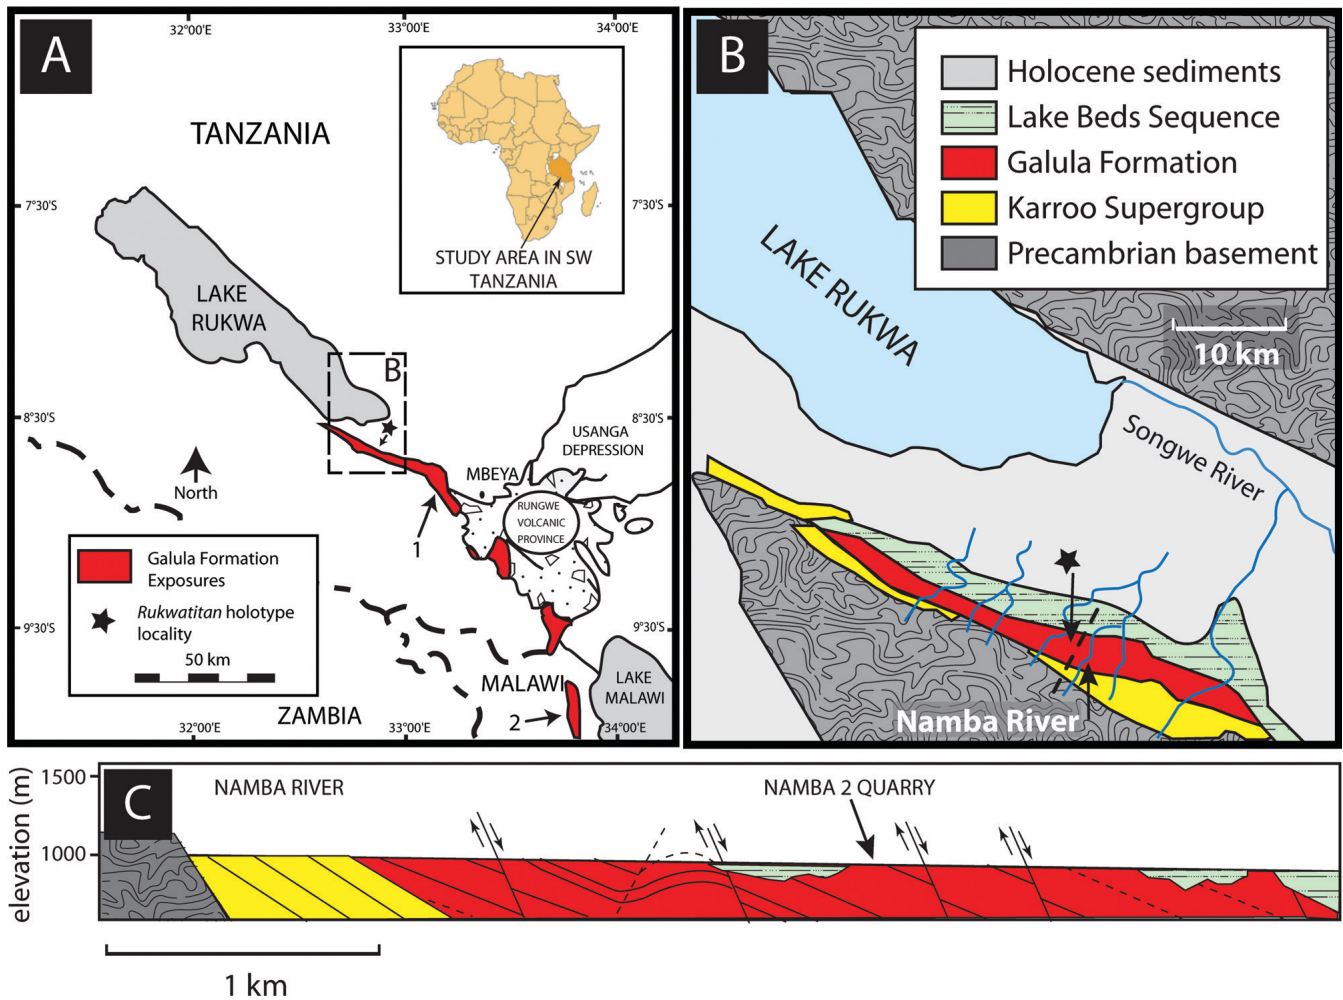 A
32°00'E
33°00'E
TANZANIA
7°30'S
7°30'S
STUDY AREA IN SW
TANZANIA
LAKE
RUKWA
B
8°30'S
8°30'S
USANGA
DEPRESSION
MBEYA
North
RUNGWE
VOLCANIC
PROVINCE
1
Galula Formation
Exposures
Rukwatitan holotype
locality
50 km
9°30'S
9°30'S
MALAWI
LAKE
MALAWI
ZAMBIA
2
32°00'E
33°00'E
34°00'E
B
Holocene sediments
Lake Beds Sequence
Galula Formation
Karroo Supergroup
Precambrian basement
LAKE RUKWA
10 km
Songwe River
Namba River
C
elevation (m)
1500
1000
NAMBA RIVER
NAMBA 2 QUARRY
1 km